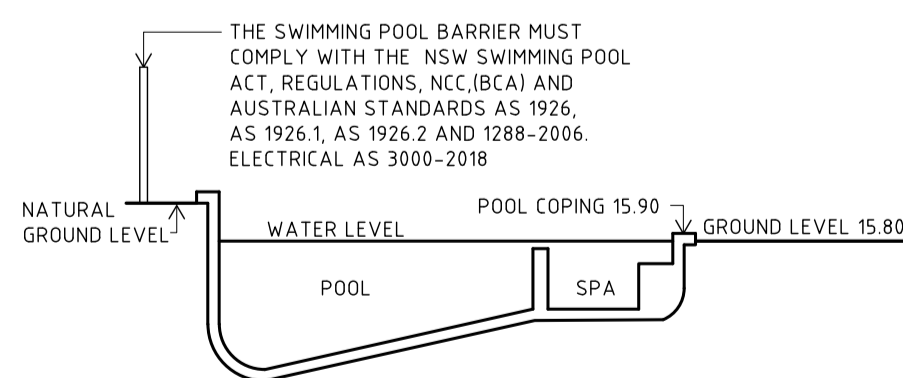 THE SWIMMING POOL BARRIER MUST
COMPLY WITH THE NSW SWIMMING POOL
ACT, REGULATIONS, NCC,(BCA) AND
AUSTRALIAN STANDARDS AS 1926,
AS 1926.1, AS 1926.2 AND 1288-2006.
ELECTRICAL AS 3000-2018
NATURAL
GROUND LEVEL
WATER LEVEL
POOL COPING 15.90
GROUND LEVEL 15.80
POOL
SPA